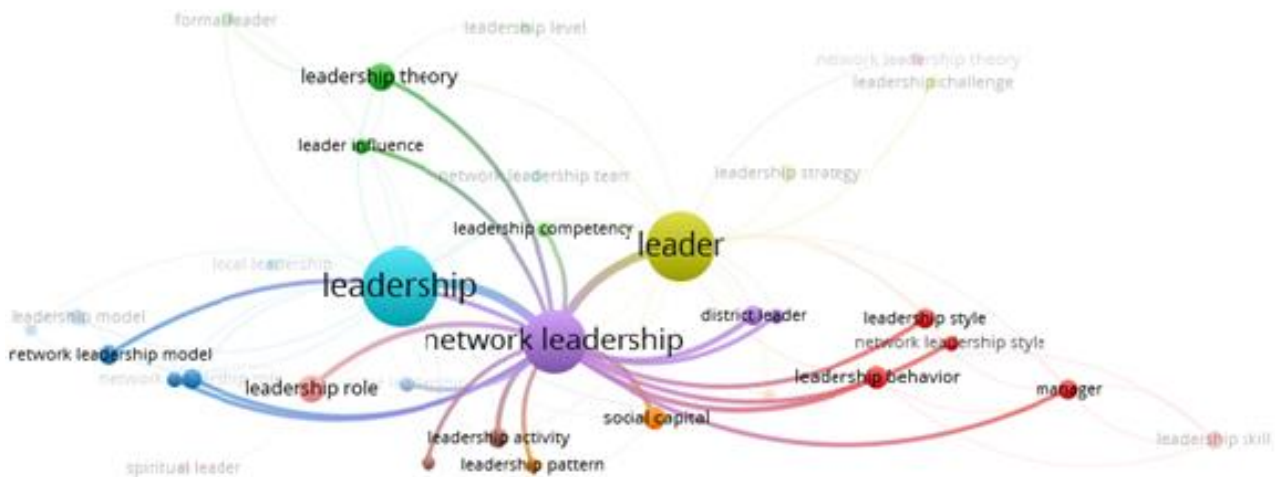 formal leader
leadership level
network leadership theory
leadership theory
leadership challenge
leader influence
network leadership team
leadership strategy
leadership competency
leader
local leadership
leadership
leadership model
district leader
leadership style
network leadership
network leadership style
network leadership model
leadership role
leadership behavior
manager
social capital
leadership activity
leadership skill
spiritual leader
leadership pattern